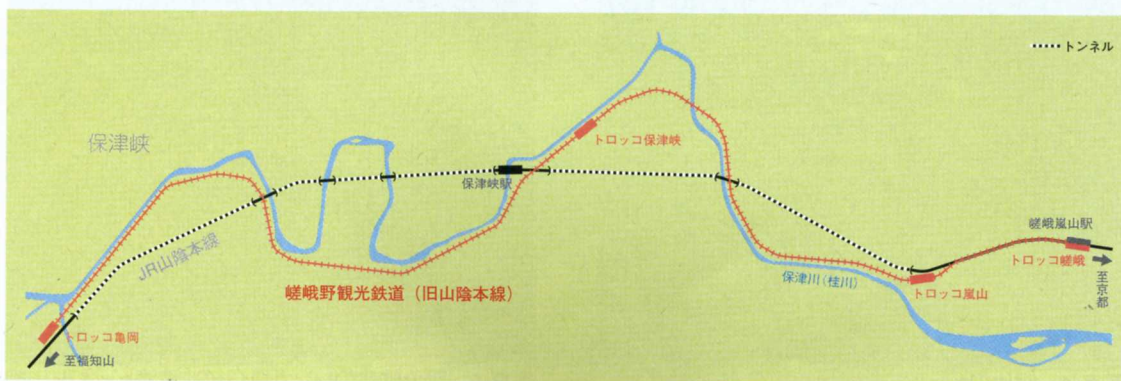 トンネル
保津峡
トロッコ保津峡
保津峡駅
嵯峨嵐山駅
JR山陰本線
トロッコ嵯峨
至京都
保津川(桂川)
嵯峨野観光鉄道(旧山陰本線)
トロッコ嵐山
トロッコ亀岡
至福知山